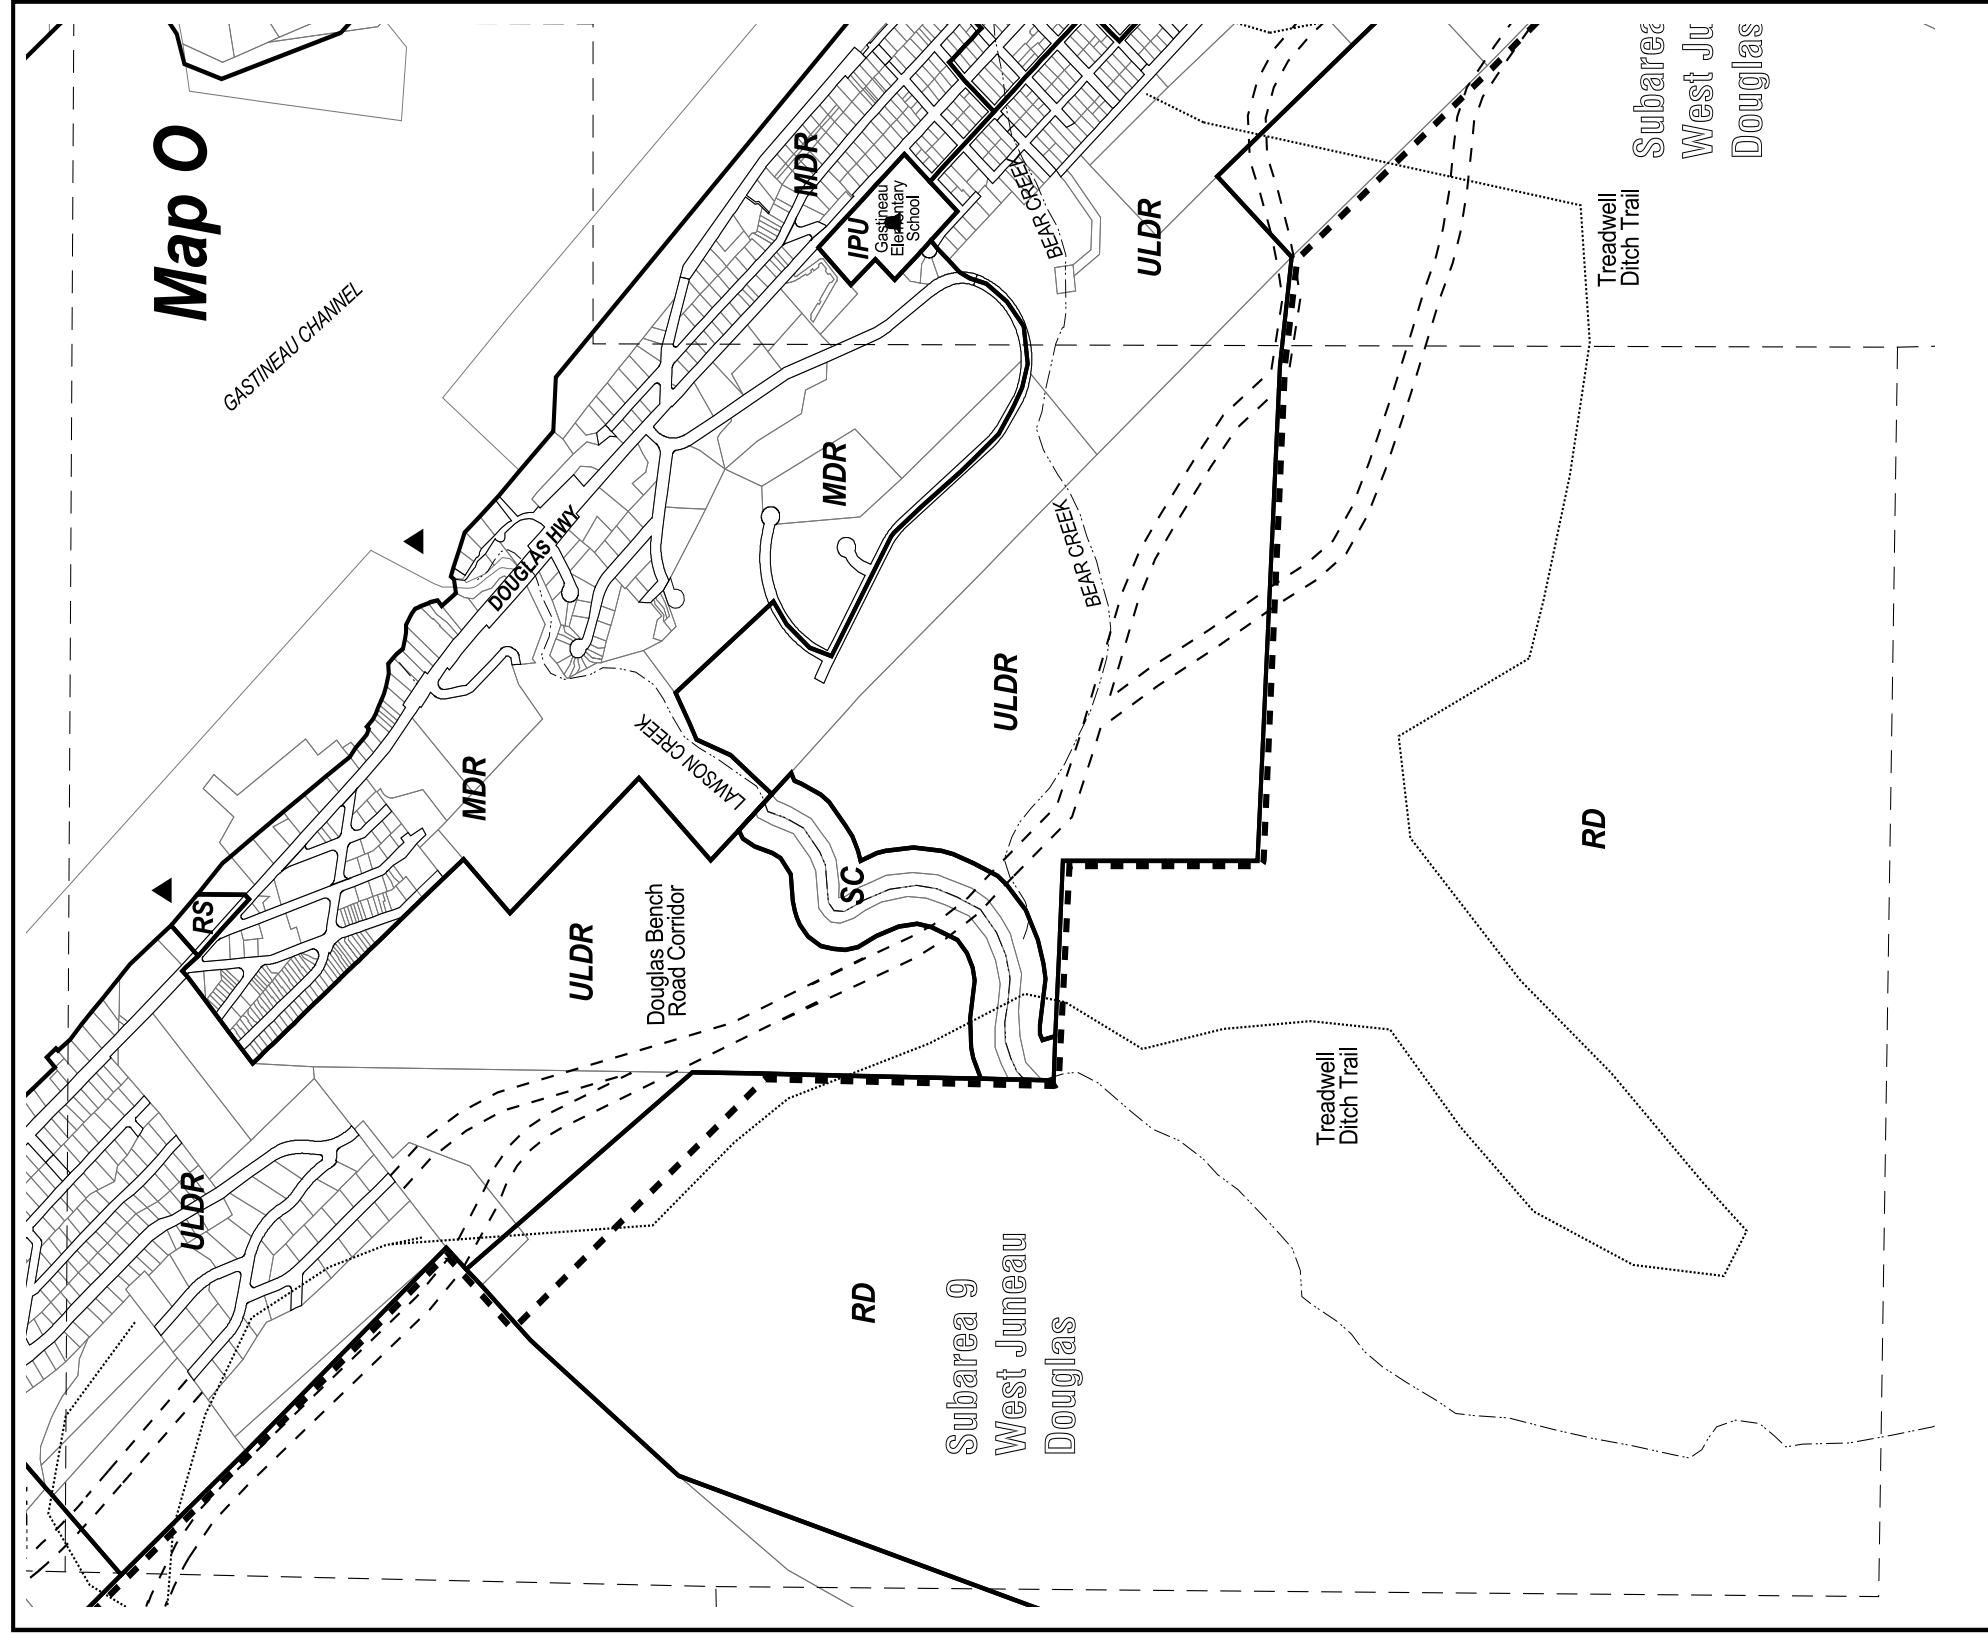 Map O
GASTINEAU CHANNEL
MDR
IPU
Gastineau
Elementary
School
BEAR CREEK
ULDR
Subarea
West Ju
Douglas
Treadwell
Ditch Trail
MDR
DOUGLAS HWY
BEAR CREEK
ULDR
LAWSON CREEK
MDR
RS
SC
RD
ULDR
Douglas Bench
Road Corridor
Treadwell
Ditch Trail
ULDR
RD
Subarea 9
West Juneau
Douglas